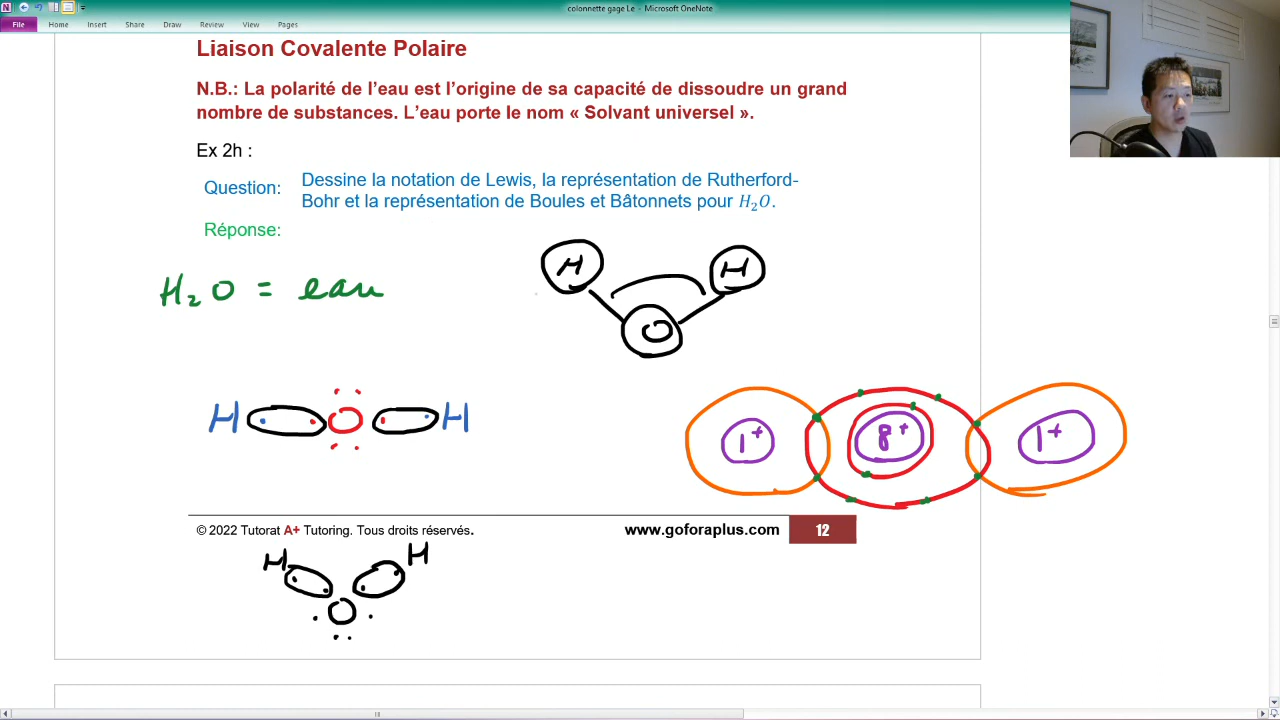 colonnette gage Le - Microsoft OneNote
File Home Insert Share Draw Review View Pages
Liaison Covalente Polaire
N.B.: La polarité de l'eau est l'origine de sa capacité de dissoudre un grand
nombre de substances. L'eau porte le nom « Solvant universel ».
Ex 2h :
Question: Dessine la notation de Lewis, la représentation de Rutherford-
Bohr et la représentation de Boules et Bâtonnets pour H₂O.
Réponse:
H H
H₂O = eau
O
H O H
1+ 8+ 1+
© 2022 Tutorat A+ Tutoring. Tous droits réservés. www.goforaplus.com 12
H H
O